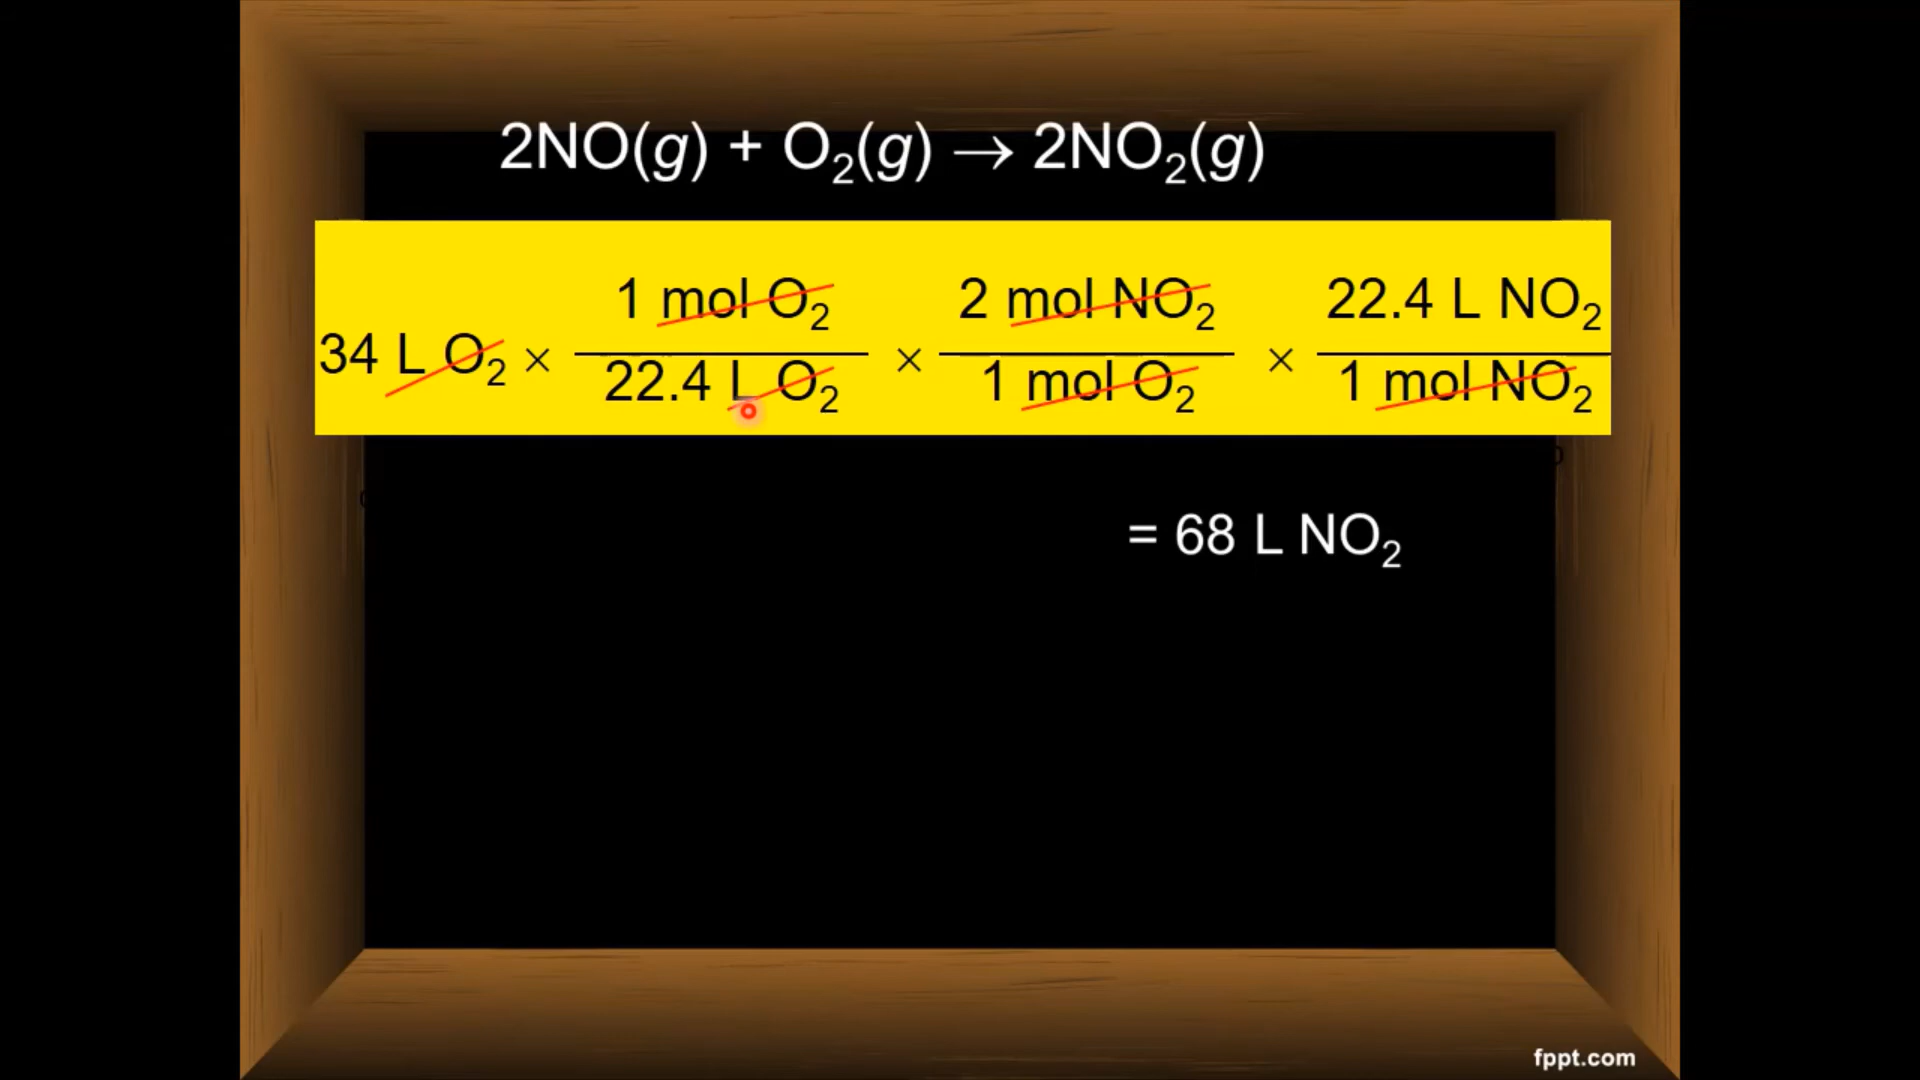 2NO(g) + O₂(g) → 2NO₂(g)
34 L O₂ × 1 mol O₂ / 22.4 L O₂ × 2 mol NO₂ / 1 mol O₂ × 22.4 L NO₂ / 1 mol NO₂
= 68 L NO₂
fppt.com